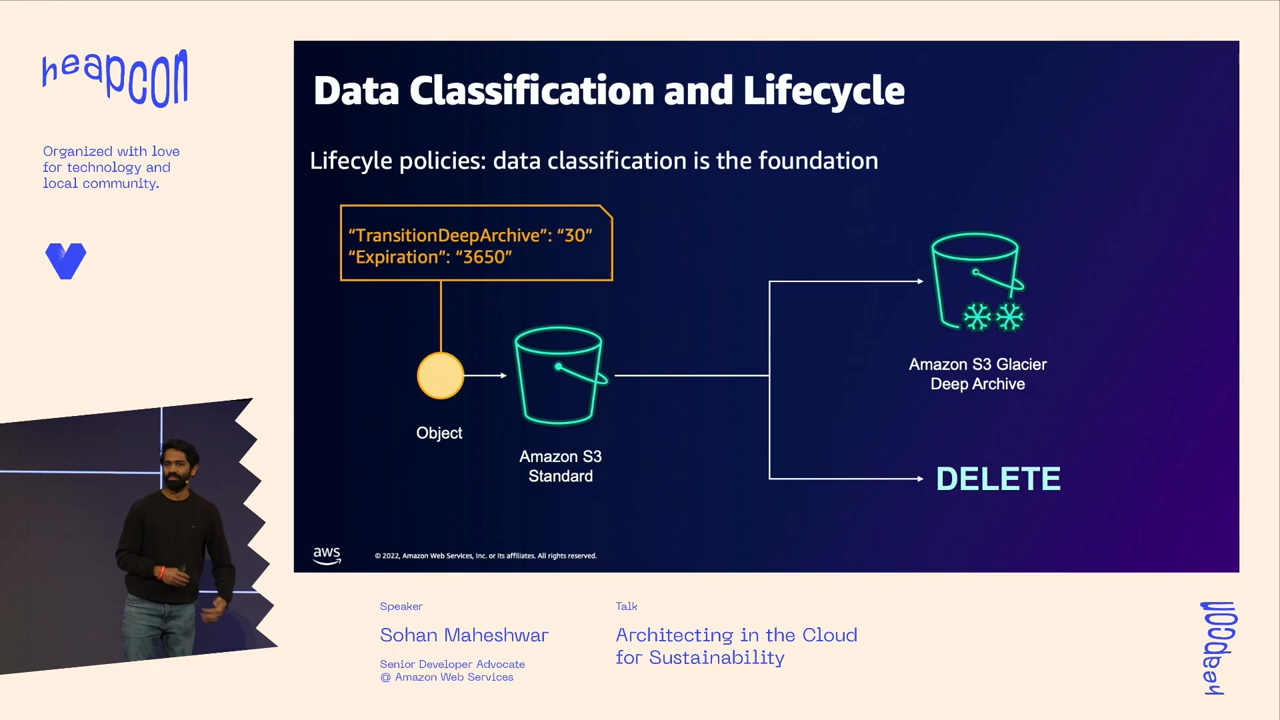 heapcon
Organized with love
for technology and
local community.
Data Classification and Lifecycle
Lifecyle policies: data classification is the foundation
“TransitionDeepArchive”: “30”
“Expiration”: “3650”
Object
Amazon S3
Standard
Amazon S3 Glacier
Deep Archive
DELETE
aws
© 2022, Amazon Web Services, Inc. or its affiliates. All rights reserved.
Speaker
Sohan Maheshwar
Senior Developer Advocate
@ Amazon Web Services
Talk
Architecting in the Cloud
for Sustainability
heapcon